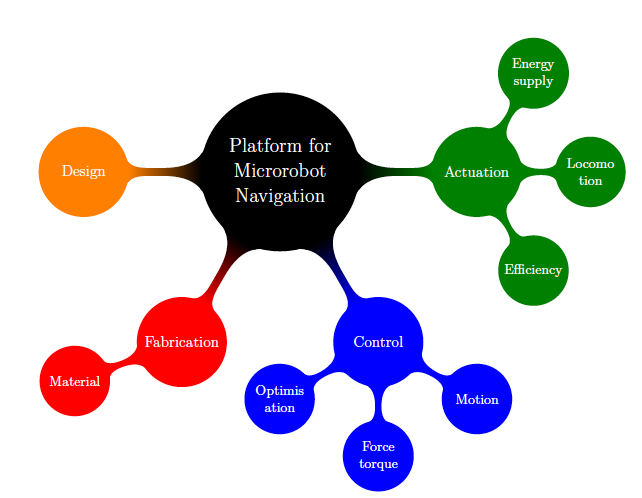 Energy
supply
Platform for
Microrobot
Navigation
Design
Actuation
Locomo
tion
Efficiency
Fabrication
Control
Material
Optimis
ation
Motion
Force
torque